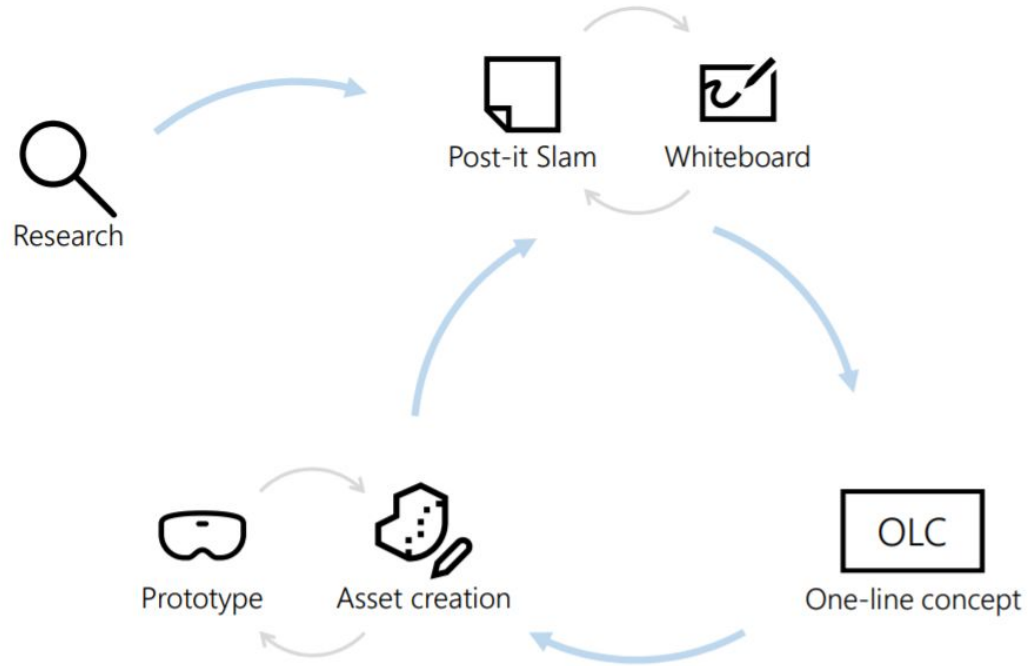 Post-it Slam
Whiteboard
Research
OLC
Prototype
Asset creation
One-line concept